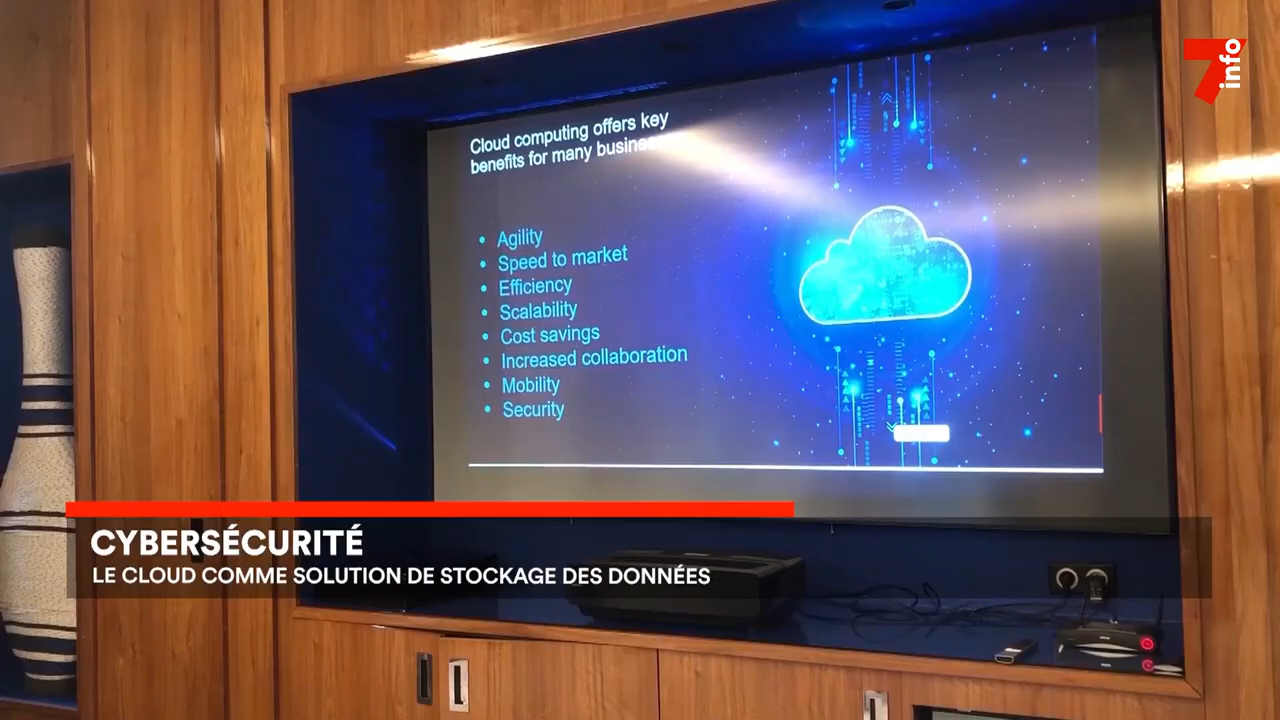 7 info
Cloud computing offers key
benefits for many
• Agility
• Speed to market
• Efficiency
• Scalability
• Cost savings
• Increased collaboration
• Mobility
• Security
CYBERSÉCURITÉ
LE CLOUD COMME SOLUTION DE STOCKAGE DES DONNÉES